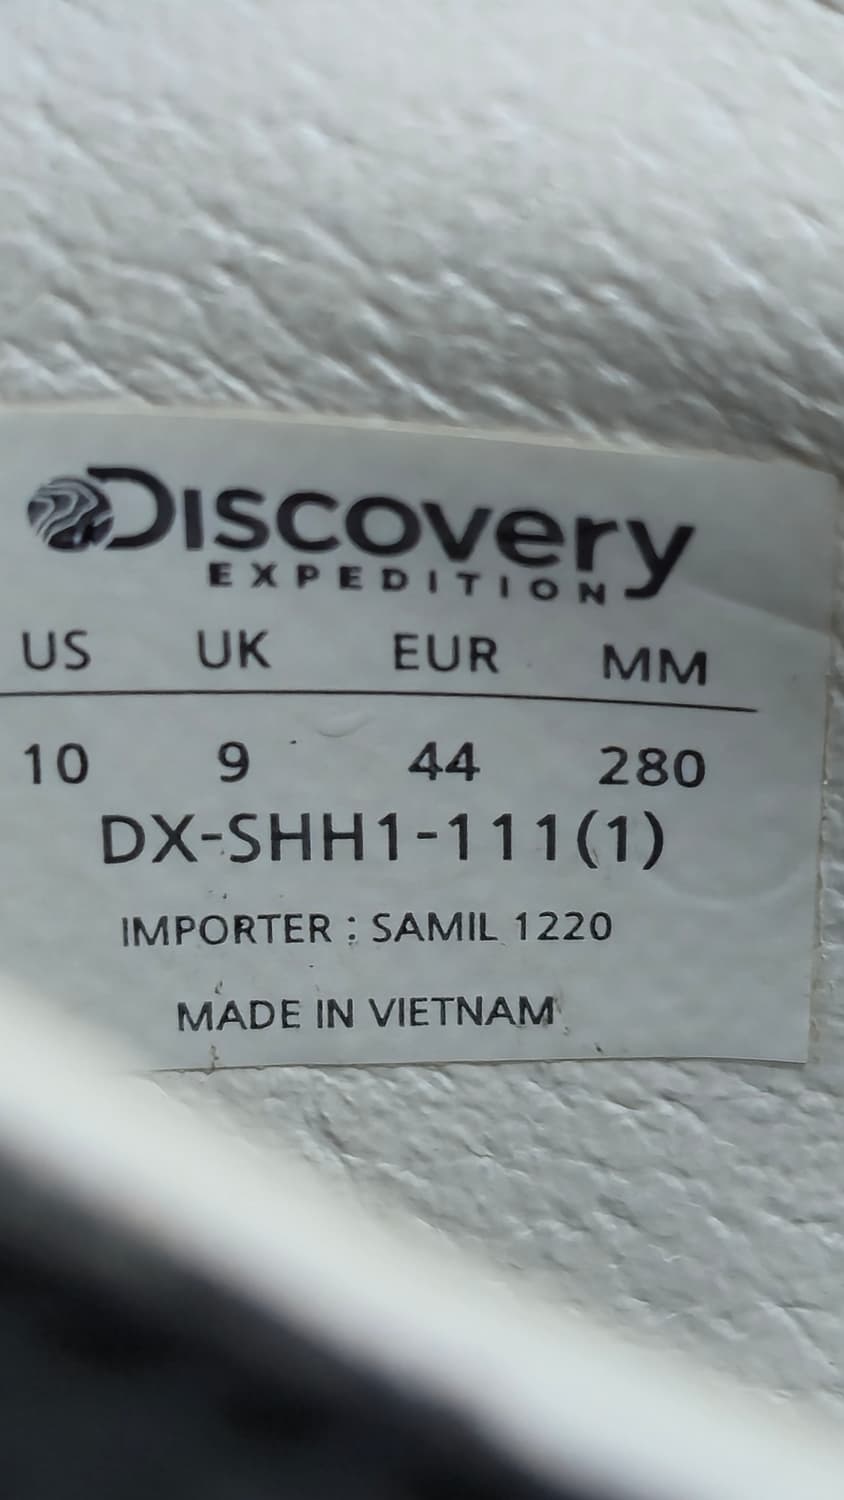 DISCOVERY
EXPEDITION
US UK EUR MM
10 9 44 280
DX-SHH1-111(1)
IMPORTER : SAMIL 1220
MADE IN VIETNAM